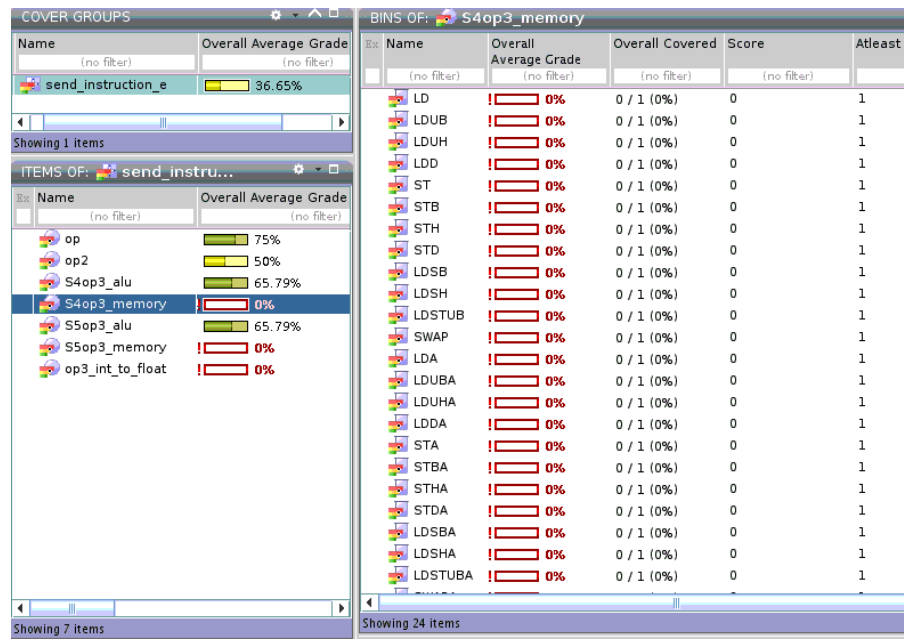 COVER GROUPS
Name Overall Average Grade
(no filter) (no filter)
send_instruction_e 36.65%
Showing 1 items
ITEMS OF: send_instru...
Ex Name Overall Average Grade
(no filter) (no filter)
op 75%
op2 50%
S4op3_alu 65.79%
S4op3_memory ! 0%
S5op3_alu 65.79%
S5op3_memory ! 0%
op3_int_to_float ! 0%
Showing 7 items
BINS OF: S4op3_memory
Ex Name Overall Average Grade Overall Covered Score Atleast
(no filter) (no filter) (no filter) (no filter)
LD ! 0% 0 / 1 (0%) 0 1
LDUB ! 0% 0 / 1 (0%) 0 1
LDUH ! 0% 0 / 1 (0%) 0 1
LDD ! 0% 0 / 1 (0%) 0 1
ST ! 0% 0 / 1 (0%) 0 1
STB ! 0% 0 / 1 (0%) 0 1
STH ! 0% 0 / 1 (0%) 0 1
STD ! 0% 0 / 1 (0%) 0 1
LDSB ! 0% 0 / 1 (0%) 0 1
LDSH ! 0% 0 / 1 (0%) 0 1
LDSTUB ! 0% 0 / 1 (0%) 0 1
SWAP ! 0% 0 / 1 (0%) 0 1
LDA ! 0% 0 / 1 (0%) 0 1
LDUBA ! 0% 0 / 1 (0%) 0 1
LDUHA ! 0% 0 / 1 (0%) 0 1
LDDA ! 0% 0 / 1 (0%) 0 1
STA ! 0% 0 / 1 (0%) 0 1
STBA ! 0% 0 / 1 (0%) 0 1
STHA ! 0% 0 / 1 (0%) 0 1
STDA ! 0% 0 / 1 (0%) 0 1
LDSBA ! 0% 0 / 1 (0%) 0 1
LDSHA ! 0% 0 / 1 (0%) 0 1
LDSTUBA ! 0% 0 / 1 (0%) 0 1
Showing 24 items